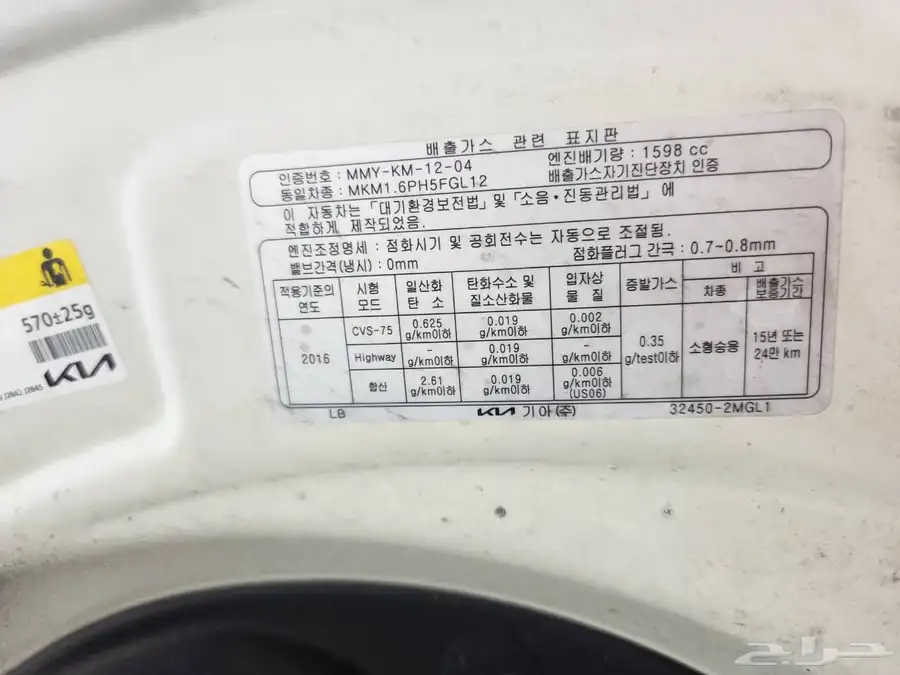 배출가스 관련 표지판
인증번호 : MMY-KM-12-04
엔진배기량 : 1598 cc
동일차종 : MKM1.6PH5FGL12
배출가스자기진단장치 인증
이 자동차는「대기환경보전법」및「소음·진동관리법」에
적합하게 제작되었음.
엔진조정명세 : 점화시기 및 공회전수는 자동으로 조절됨.
밸브간격(냉시) : 0mm
점화플러그 간극 : 0.7~0.8mm
적용기준의 연도 시험 모드 일산화 탄 소 탄화수소 및 질소산화물 입자상 물 질 증발가스 비 고
차종 배출가스 보증기간
2016 CVS-75 0.625 g/km이하 0.019 g/km이하 0.002 g/km이하 0.35 g/test이하 소형승용 15년 또는 24만 km
Highway - g/km이하 0.019 g/km이하 - g/km이하
합산 2.61 g/km이하 0.019 g/km이하 0.006 g/km이하 (US06)
LB KIA 기아(주) 32450-2MGL1
570±25g
KIA
حراج